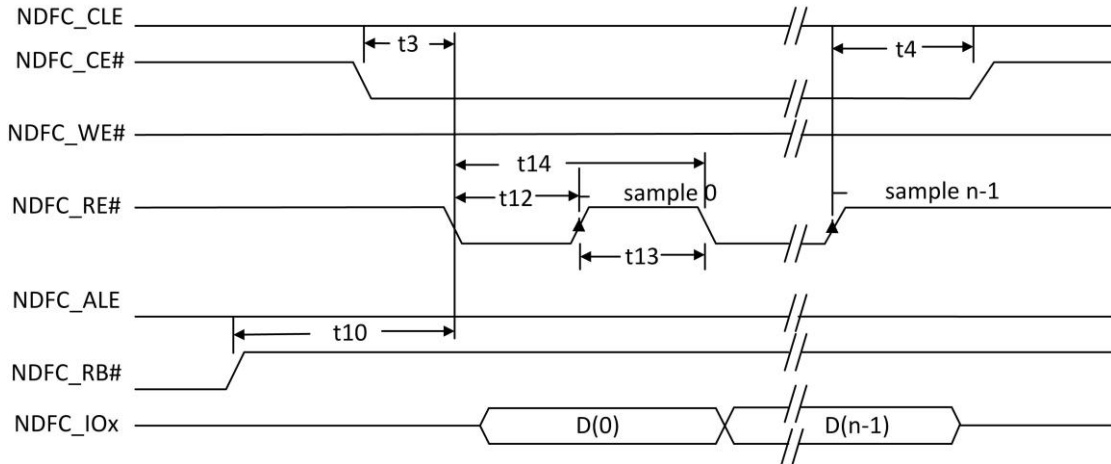 NDFC_CLE
t3
t4
NDFC_CE#
NDFC_WE#
t14
t12
sample 0
sample n-1
NDFC_RE#
t13
NDFC_ALE
t10
NDFC_RB#
NDFC_IOx
D(0)
D(n-1)